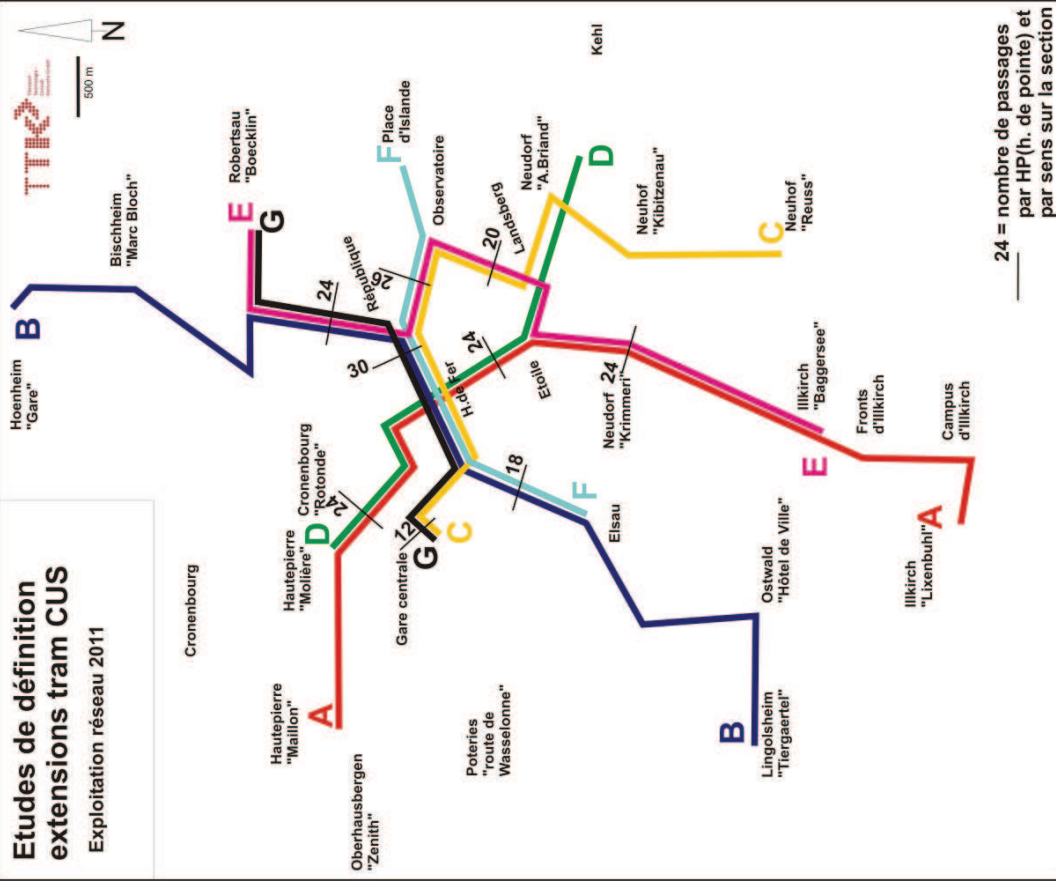 Etudes de définition
extensions tram CUS
Exploitation réseau 2011
TTK
500 m
N
Hoenheim
"Gare"
B
Bischheim
"Marc Bloch"
Robertsau
"Boecklin"
E
G
F
Place
d'Islande
Observatoire
Kehl
Cronenbourg
Cronenbourg
"Rotonde"
Hautepierre
"Molière"
D
24
24
République
26
30
20
Landsberg
Neudorf
"A.Briand"
D
H.de Fer
24
Etoile
Hautepierre
"Maillon"
A
Gare centrale
12
G
C
18
F
Elsau
Neudorf
"Krimmeri"
24
Neuhof
"Kibitzenau"
C
Neuhof
"Reuss"
Oberhausbergen
"Zenith"
Poteries
"route de
Wasselonne"
B
Lingolsheim
"Tiergaertel"
Ostwald
"Hôtel de Ville"
Illkirch
"Baggersee"
E
Fronts
d'Illkirch
Campus
d'Illkirch
A
Illkirch
"Lixenbuhl"
24 = nombre de passages
par HP(h. de pointe) et
par sens sur la section